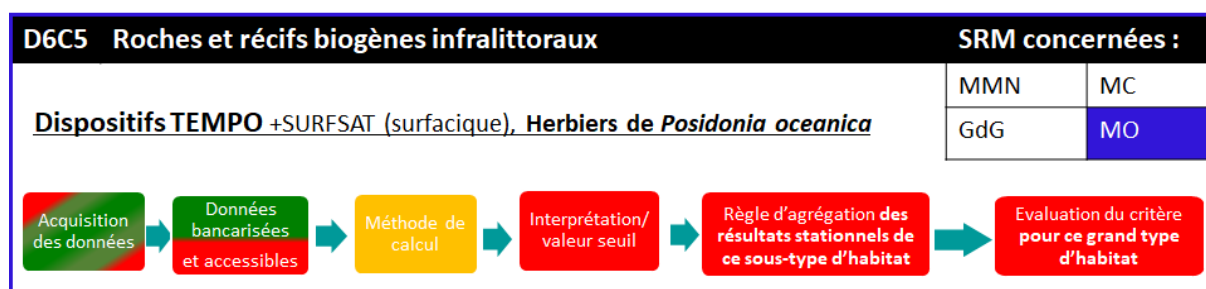 D6C5 Roches et récifs biogènes infralittoraux
SRM concernées :
MMN MC
GdG MO
Dispositifs TEMPO +SURFSAT (surfacique), Herbiers de Posidonia oceanica
Acquisition
des données
Données
bancarisées
et accessibles
Méthode de
calcul
Interprétation/
valeur seuil
Règle d'agrégation des
résultats stationnels de
ce sous-type d'habitat
Evaluation du critère
pour ce grand type
d'habitat